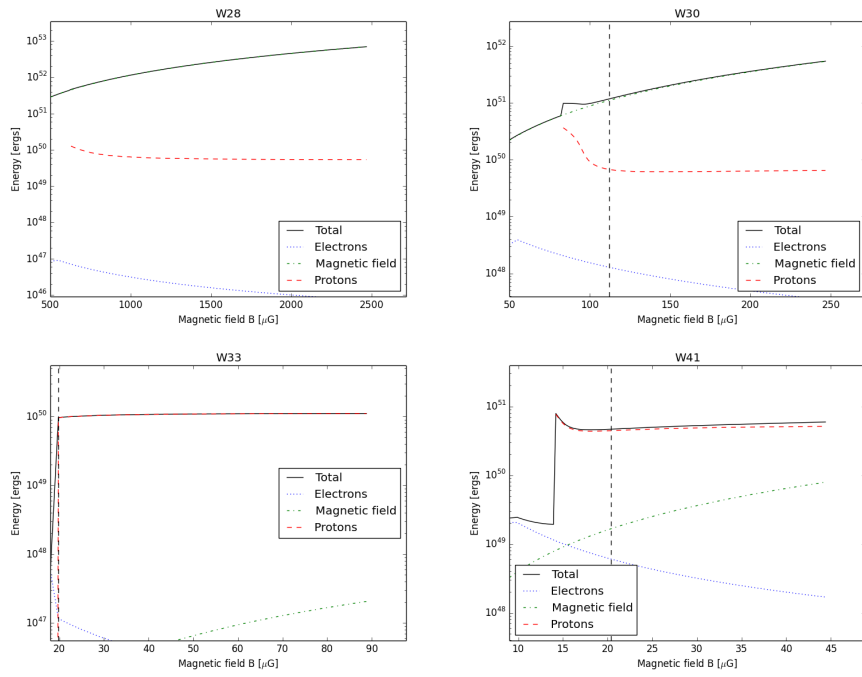 W28
Energy [ergs]
10^53
10^52
10^51
10^50
10^49
10^48
10^47
10^46
Total
Electrons
Magnetic field
Protons
500 1000 1500 2000 2500
Magnetic field B [μG]
W30
Energy [ergs]
10^52
10^51
10^50
10^49
10^48
Total
Electrons
Magnetic field
Protons
50 100 150 200 250
Magnetic field B [μG]
W33
Energy [ergs]
10^50
10^49
10^48
10^47
Total
Electrons
Magnetic field
Protons
20 30 40 50 60 70 80 90
Magnetic field B [μG]
W41
Energy [ergs]
10^51
10^50
10^49
10^48
Total
Electrons
Magnetic field
Protons
10 15 20 25 30 35 40 45
Magnetic field B [μG]